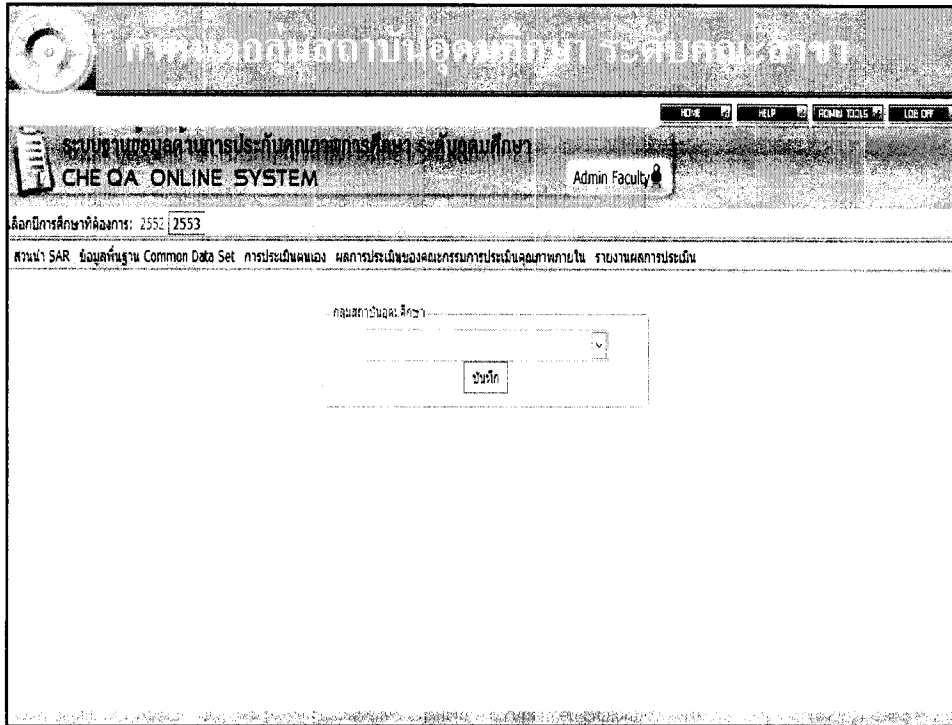 กำหนดกลุ่มสถาบันอุดมศึกษา ระดับคณะ/สาขา
HOME HELP ADMIN TOOLS LOG OFF
ระบบฐานข้อมูลด้านการประกันคุณภาพการศึกษา ระดับอุดมศึกษา
CHE QA ONLINE SYSTEM
Admin Faculty
เลือกปีการศึกษาที่ต้องการ: 2552 2553
ส่วนนำ SAR ข้อมูลพื้นฐาน Common Data Set การประเมินตนเอง ผลการประเมินของคณะกรรมการประเมินคุณภาพภายใน รายงานผลการประเมิน
กลุ่มสถาบันอุดมศึกษา
บันทึก